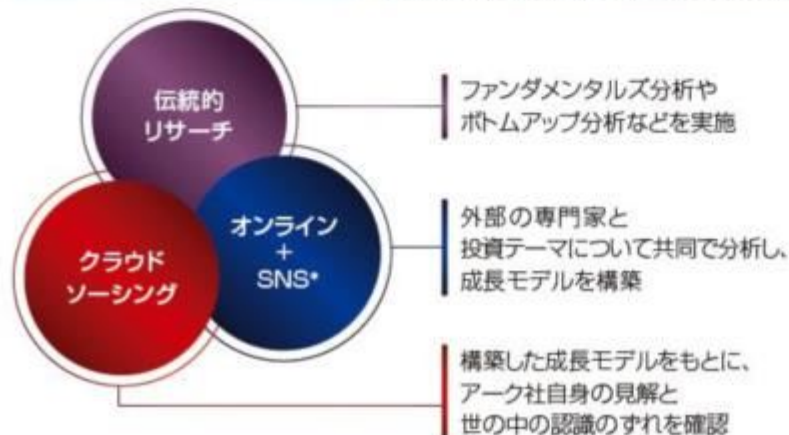 伝統的
リサーチ
ファンダメンタルズ分析や
ボトムアップ分析などを実施
オンライン
+
SNS*
外部の専門家と
投資テーマについて共同で分析し、
成長モデルを構築
クラウド
ソーシング
構築した成長モデルをもとに、
アーク社自身の見解と
世の中の認識のずれを確認